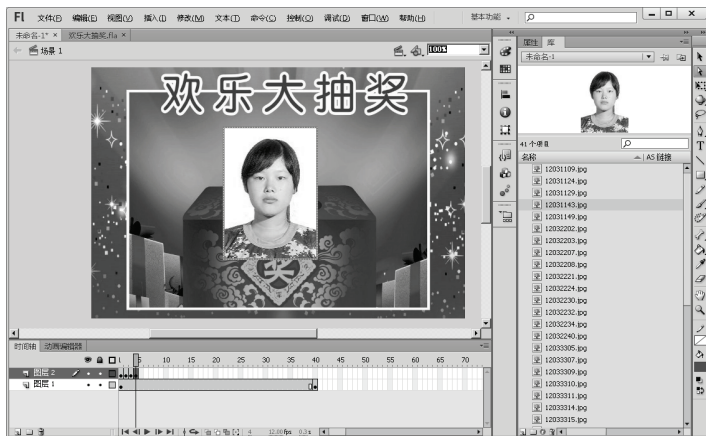 Fl 文件(F) 编辑(E) 视图(V) 插入(I) 修改(M) 文本(T) 命令(C) 控制(O) 调试(D) 窗口(W) 帮助(H) 基本功能
未命名-1* × 欢乐大抽奖.fla ×
场景 1 100%
欢乐大抽奖
奖
属性 库
未命名-1
41 个项目
名称 AS 链接
12031109.jpg
12031124.jpg
12031129.jpg
12031143.jpg
12031149.jpg
12032202.jpg
12032203.jpg
12032207.jpg
12032208.jpg
12032221.jpg
12032224.jpg
12032230.jpg
12032232.jpg
12032234.jpg
12032240.jpg
12033305.jpg
12033307.jpg
12033309.jpg
12033310.jpg
12033311.jpg
12033314.jpg
12033315.jpg
时间轴 动画编辑器
1 5 10 15 20 25 30 35 40 45 50 55 60 65 70
图层 2
图层 1
4 12.00 fps 0.3 s